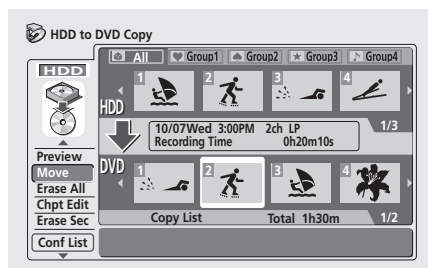 HDD to DVD Copy
All Group1 Group2 Group3 Group4
HDD
1 2 3 4
HDD
10/07Wed 3:00PM 2ch LP
Recording Time 0h20m10s
1/3
DVD
1 2 3 4
Preview
Move
Erase All
Chpt Edit
Erase Sec
Conf List
Copy List Total 1h30m 1/2